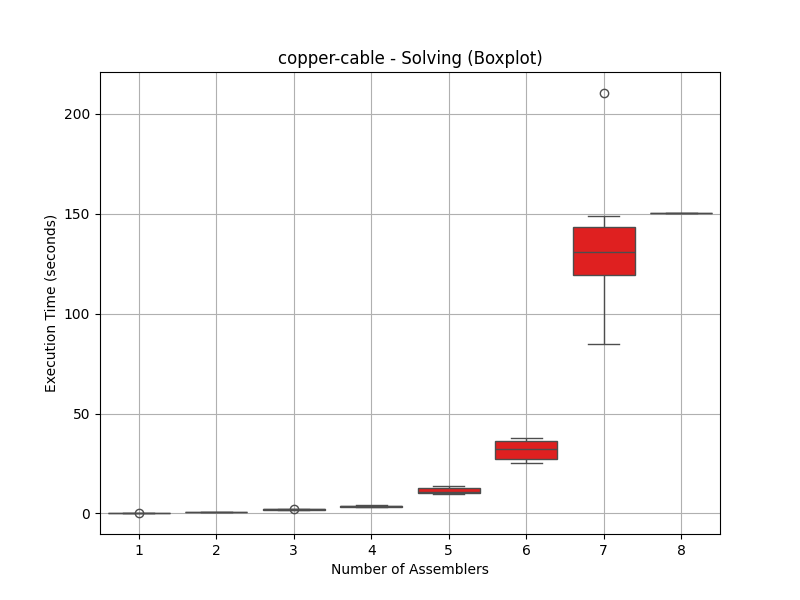 copper-cable - Solving (Boxplot)
Execution Time (seconds)
200
150
100
50
0
1 2 3 4 5 6 7 8
Number of Assemblers